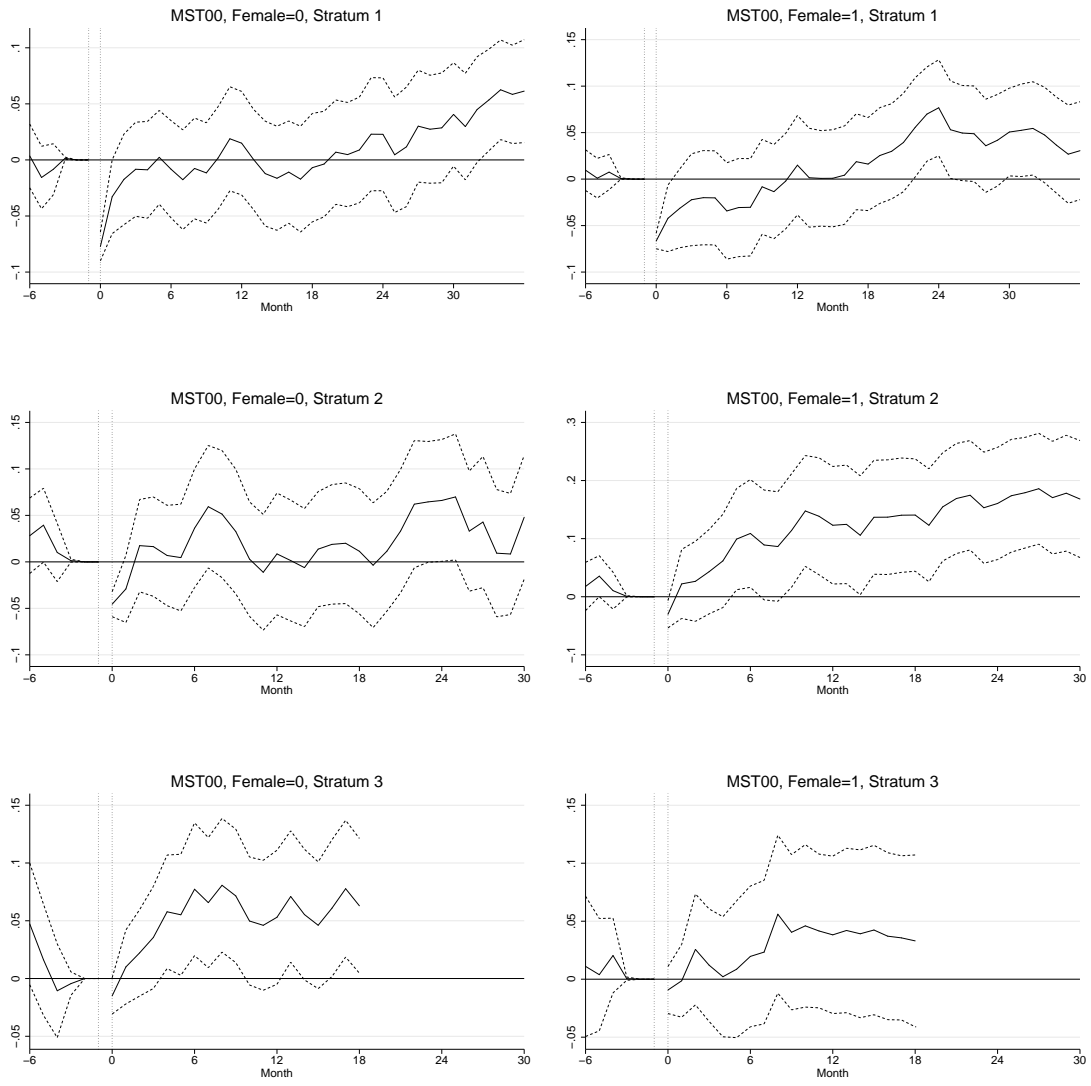 MST00, Female=0, Stratum 1
.1
.05
0
−.05
−.1
−6 0 6 12 18 24 30
Month
MST00, Female=1, Stratum 1
.15
.1
.05
0
−.05
−.1
−6 0 6 12 18 24 30
Month
MST00, Female=0, Stratum 2
.15
.1
.05
0
−.05
−.1
−6 0 6 12 18 24 30
Month
MST00, Female=1, Stratum 2
.3
.2
.1
0
−.1
−6 0 6 12 18 24 30
Month
MST00, Female=0, Stratum 3
.15
.1
.05
0
−.05
−6 0 6 12 18 24 30
Month
MST00, Female=1, Stratum 3
.15
.1
.05
0
−.05
−6 0 6 12 18 24 30
Month